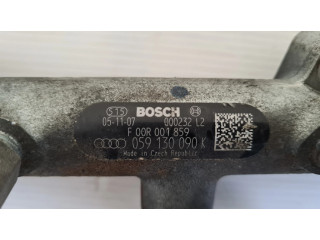 BOSCH
05-11-07 000232 L2
F 00R 001 859
059 130 090 K
Made in Czech Republic